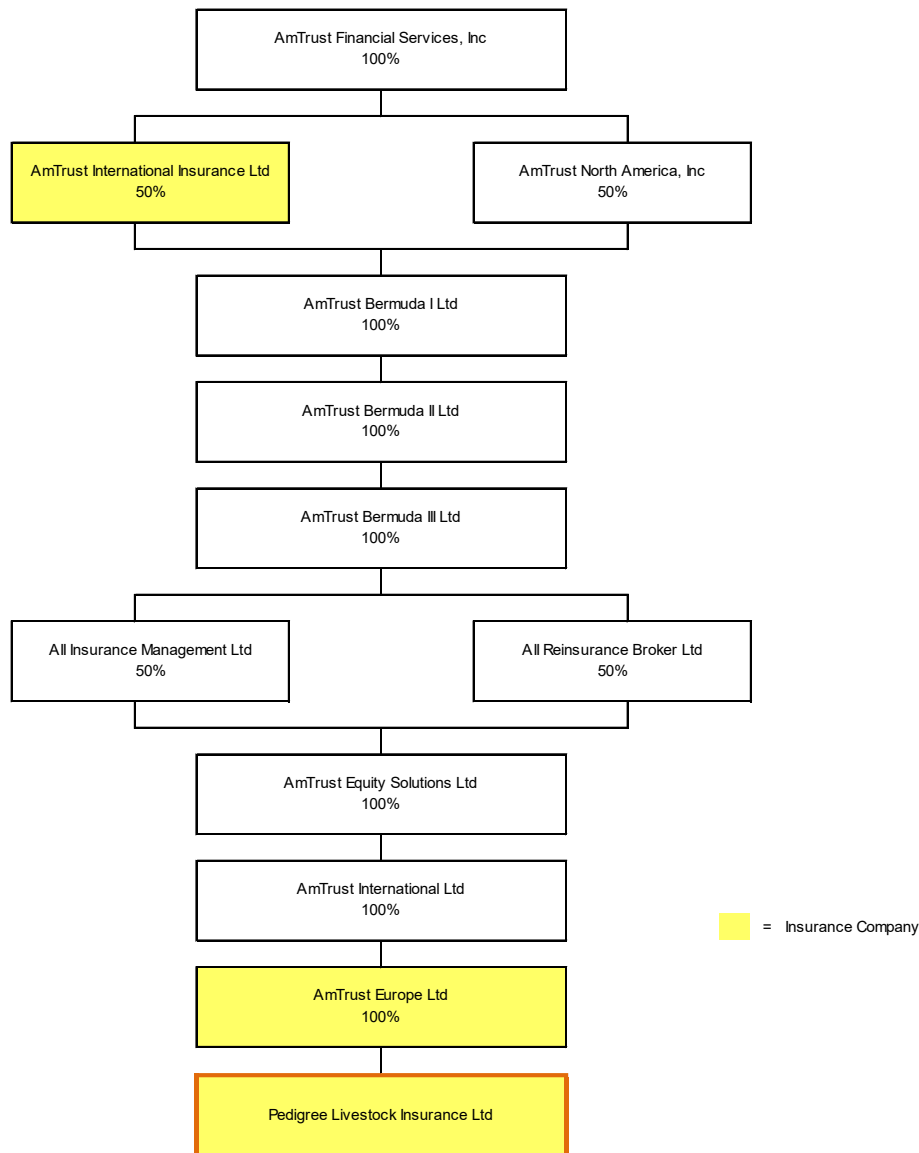 AmTrust Financial Services, Inc
100%
AmTrust International Insurance Ltd
50%
AmTrust North America, Inc
50%
AmTrust Bermuda I Ltd
100%
AmTrust Bermuda II Ltd
100%
AmTrust Bermuda III Ltd
100%
AII Insurance Management Ltd
50%
AII Reinsurance Broker Ltd
50%
AmTrust Equity Solutions Ltd
100%
AmTrust International Ltd
100%
= Insurance Company
AmTrust Europe Ltd
100%
Pedigree Livestock Insurance Ltd